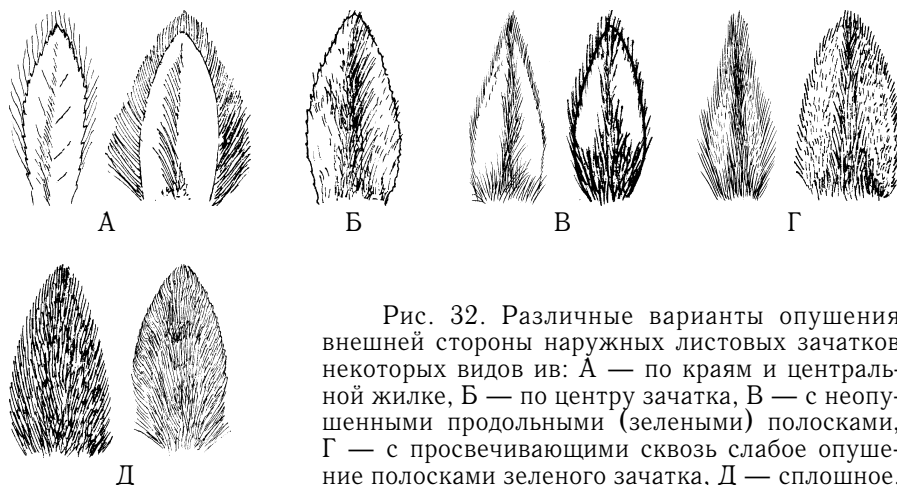 А
Б
В
Г
Д
Рис. 32. Различные варианты опушения
внешней стороны наружных листовых зачатков
некоторых видов ив: А — по краям и централь-
ной жилке, Б — по центру зачатка, В — с неопу-
шенными продольными (зелеными) полосками,
Г — с просвечивающими сквозь слабое опуше-
ние полосками зеленого зачатка, Д — сплошное.